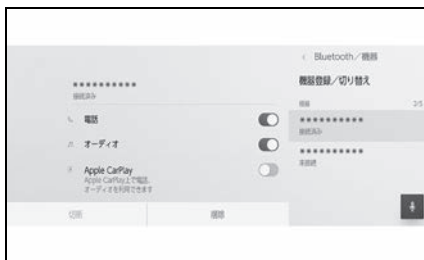 ‹ Bluetooth／機器
機器登録／切り替え
機器 2/5
＊＊＊＊＊＊＊＊＊＊
接続済み
＊＊＊＊＊＊＊＊＊＊
未接続
＊＊＊＊＊＊＊＊＊＊
接続済み
電話
オーディオ
Apple CarPlay
Apple CarPlay上で電話、
オーディオを利用できます
切断